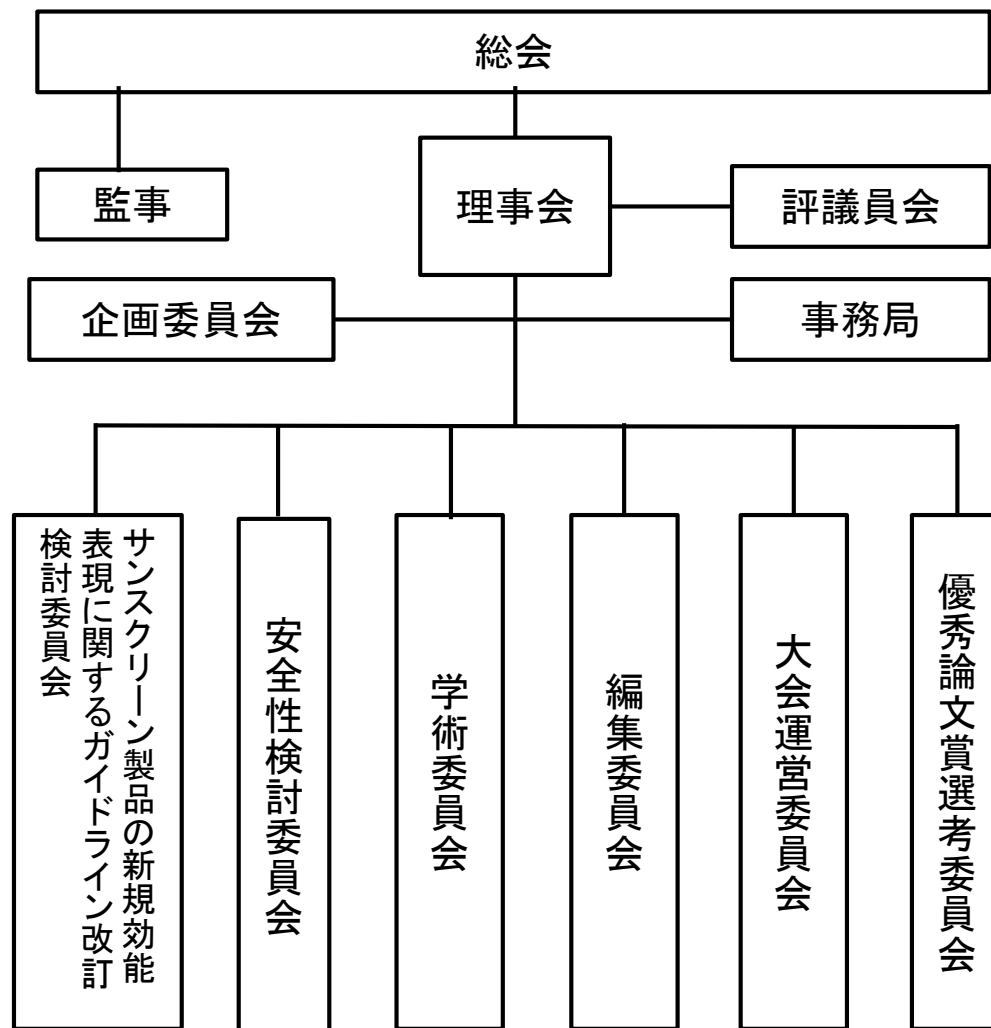 総会
監事
理事会
評議員会
企画委員会
事務局
サンスクリーン製品の新規効能
表現に関するガイドライン改訂
検討委員会
安全性検討委員会
学術委員会
編集委員会
大会運営委員会
優秀論文賞選考委員会